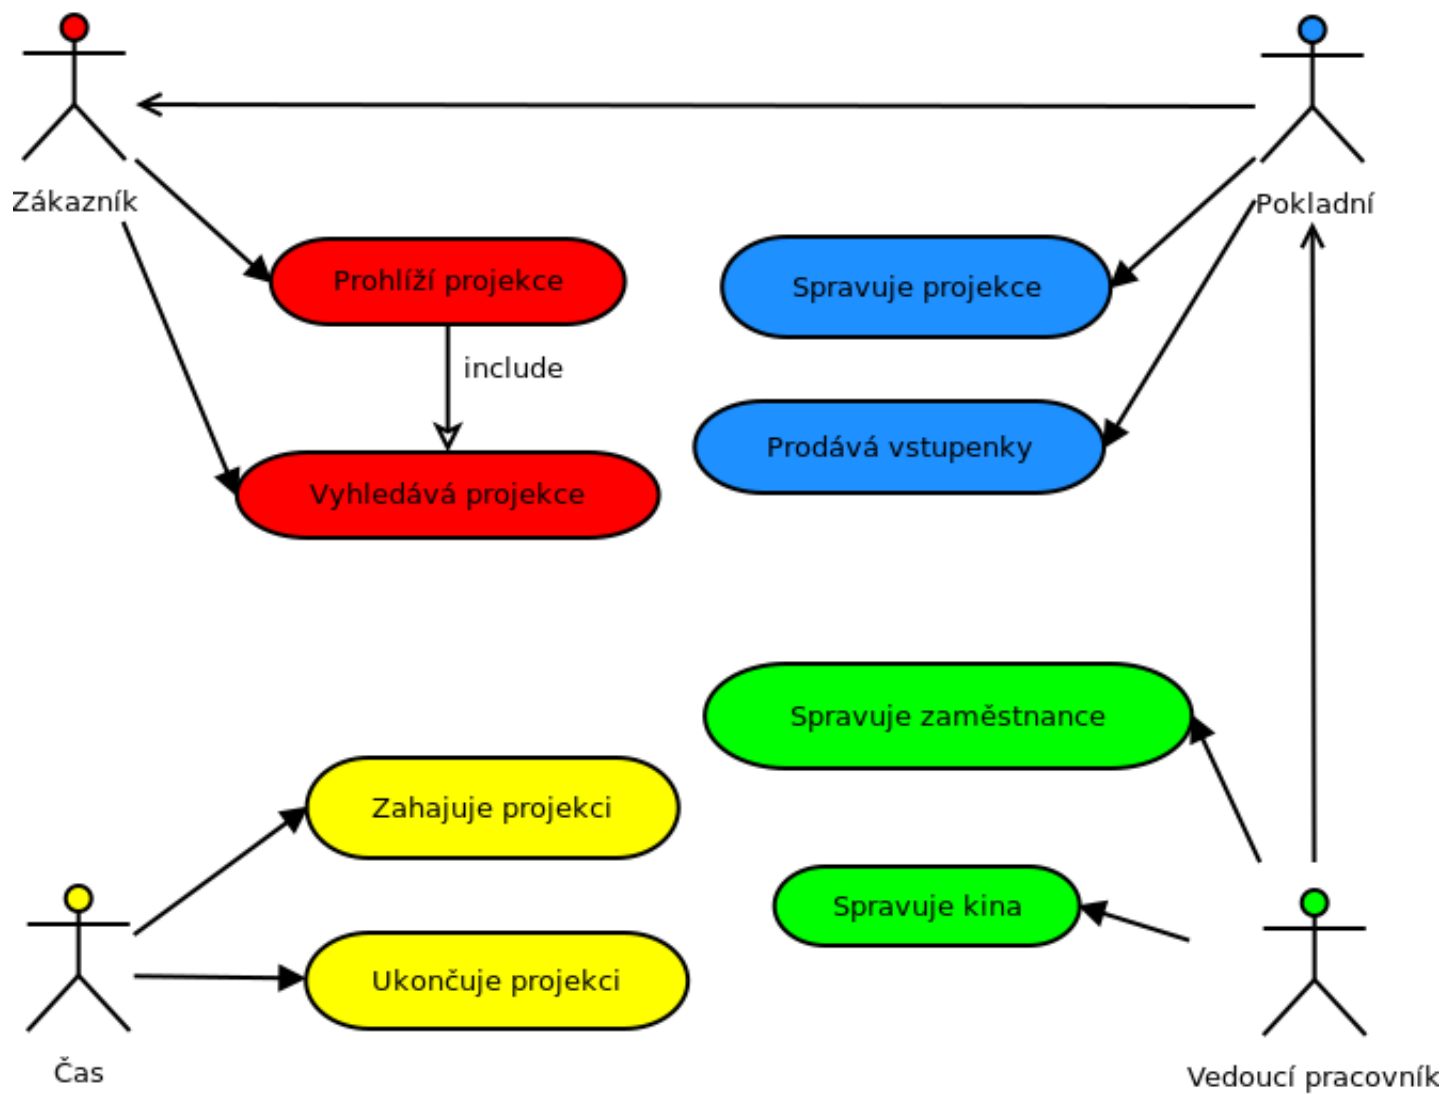 Zákazník
Pokladní
Prohlíží projekce
Spravuje projekce
include
Prodává vstupenky
Vyhledává projekce
Spravuje zaměstnance
Zahajuje projekci
Spravuje kina
Ukončuje projekci
Čas
Vedoucí pracovník